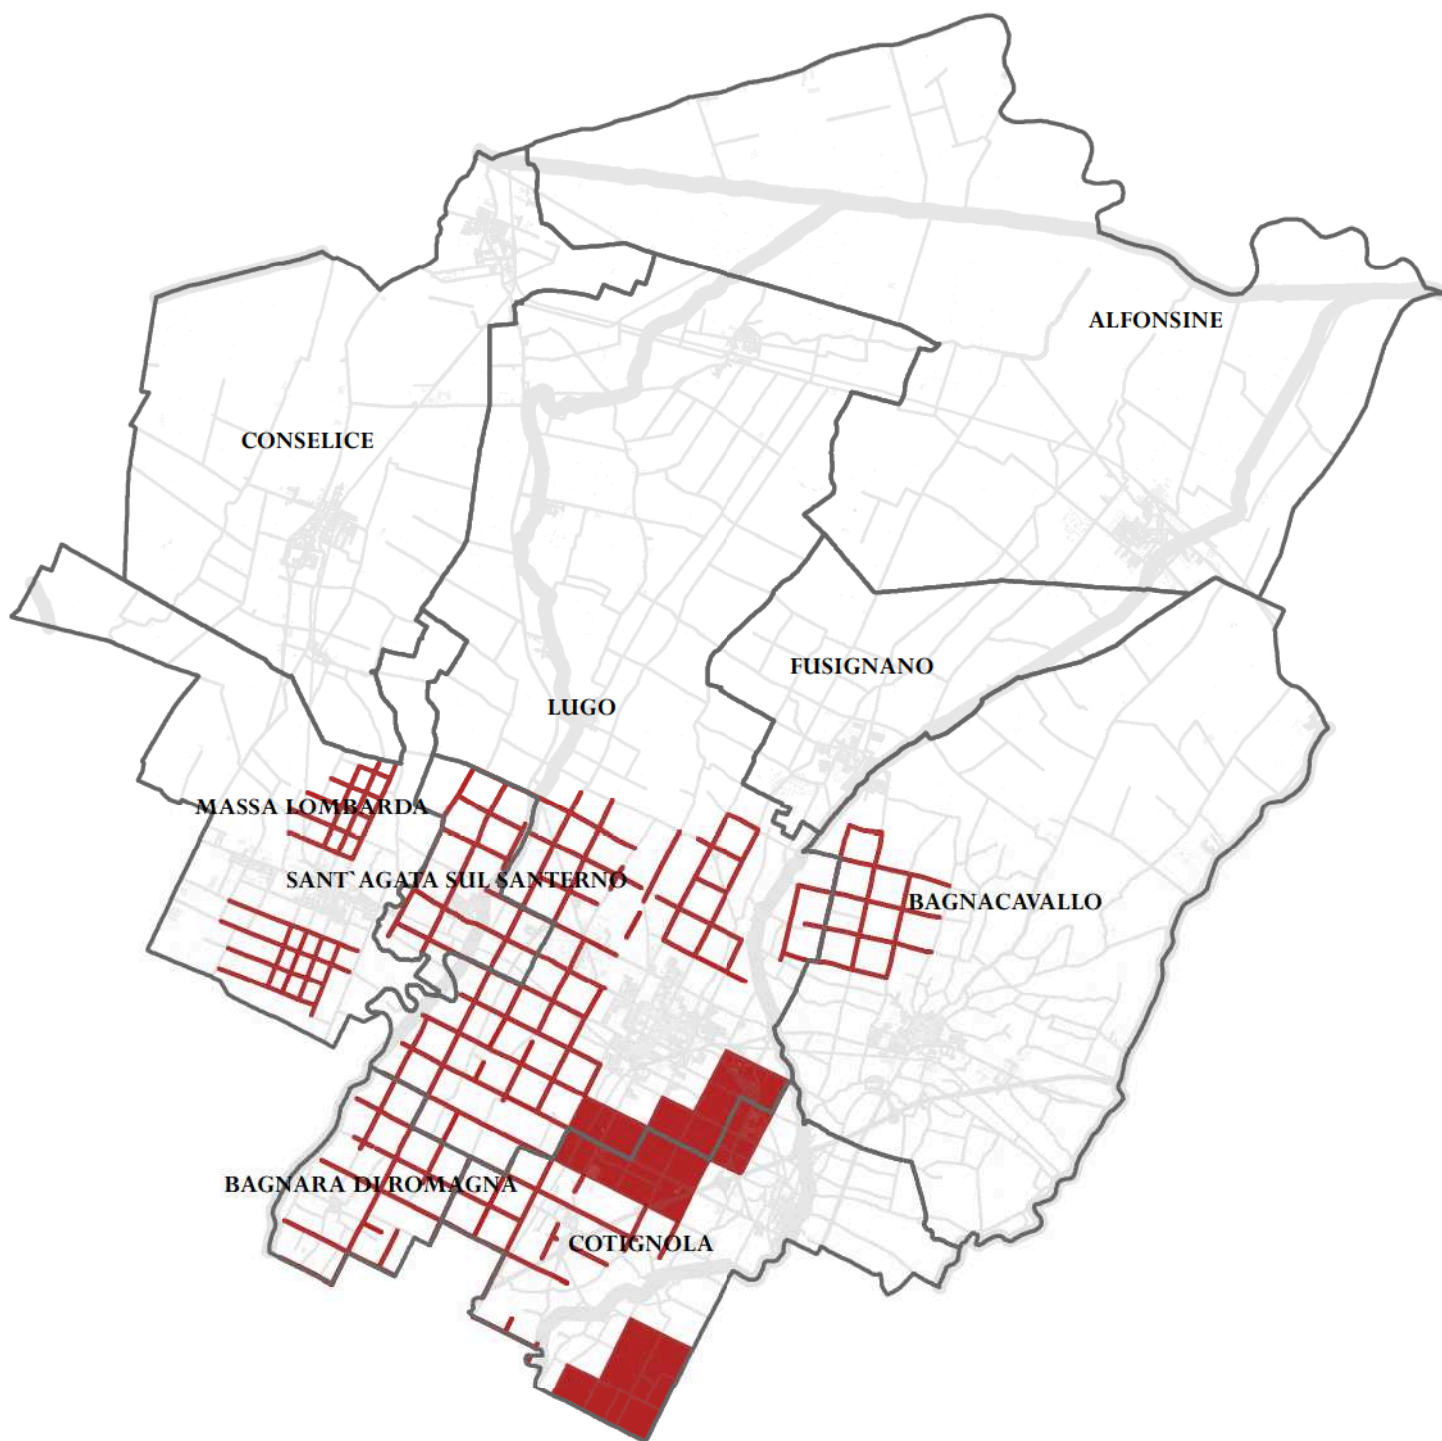 ALFONSINE
CONSELICE
FUSIGNANO
LUGO
MASSA LOMBARDA
SANT`AGATA SUL SANTERNO
BAGNACAVALLO
BAGNARA DI ROMAGNA
COTIGNOLA